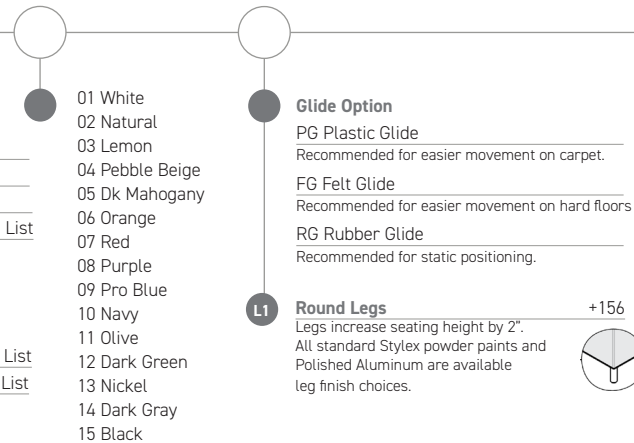 List
List
List
01 White
02 Natural
03 Lemon
04 Pebble Beige
05 Dk Mahogany
06 Orange
07 Red
08 Purple
09 Pro Blue
10 Navy
11 Olive
12 Dark Green
13 Nickel
14 Dark Gray
15 Black
Glide Option
PG Plastic Glide
Recommended for easier movement on carpet.
FG Felt Glide
Recommended for easier movement on hard floors
RG Rubber Glide
Recommended for static positioning.
L1 Round Legs +156
Legs increase seating height by 2".
All standard Stylex powder paints and
Polished Aluminum are available
leg finish choices.